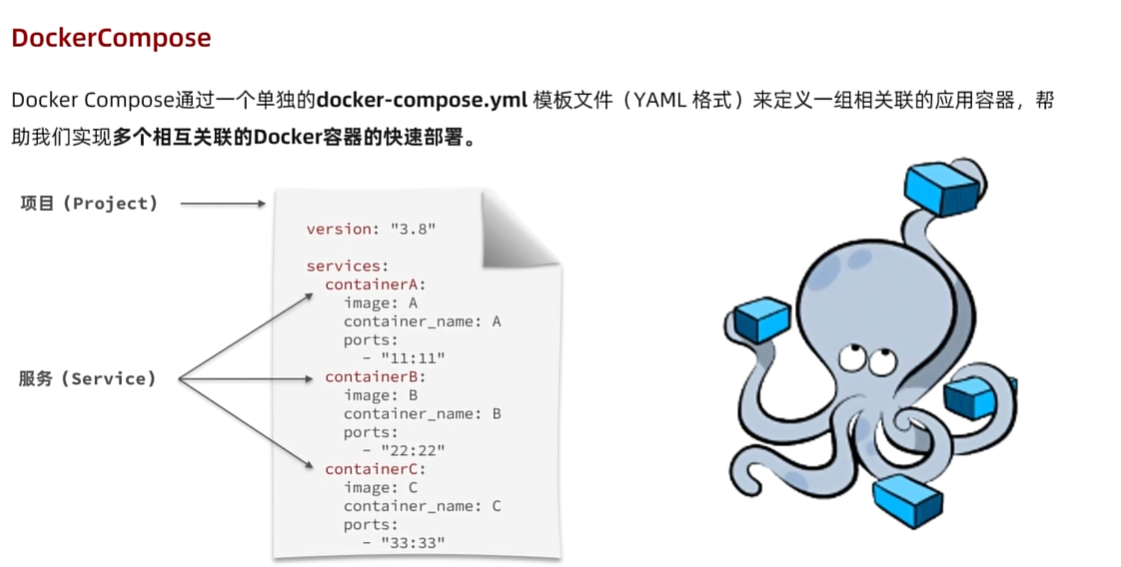 DockerCompose
Docker Compose通过一个单独的docker-compose.yml 模板文件（YAML 格式）来定义一组相关联的应用容器，帮
助我们实现多个相互关联的Docker容器的快速部署。
项目（Project）
version: "3.8"
services:
containerA:
image: A
container_name: A
ports:
- "11:11"
服务（Service）
containerB:
image: B
container_name: B
ports:
- "22:22"
containerC:
image: C
container_name: C
ports:
- "33:33"